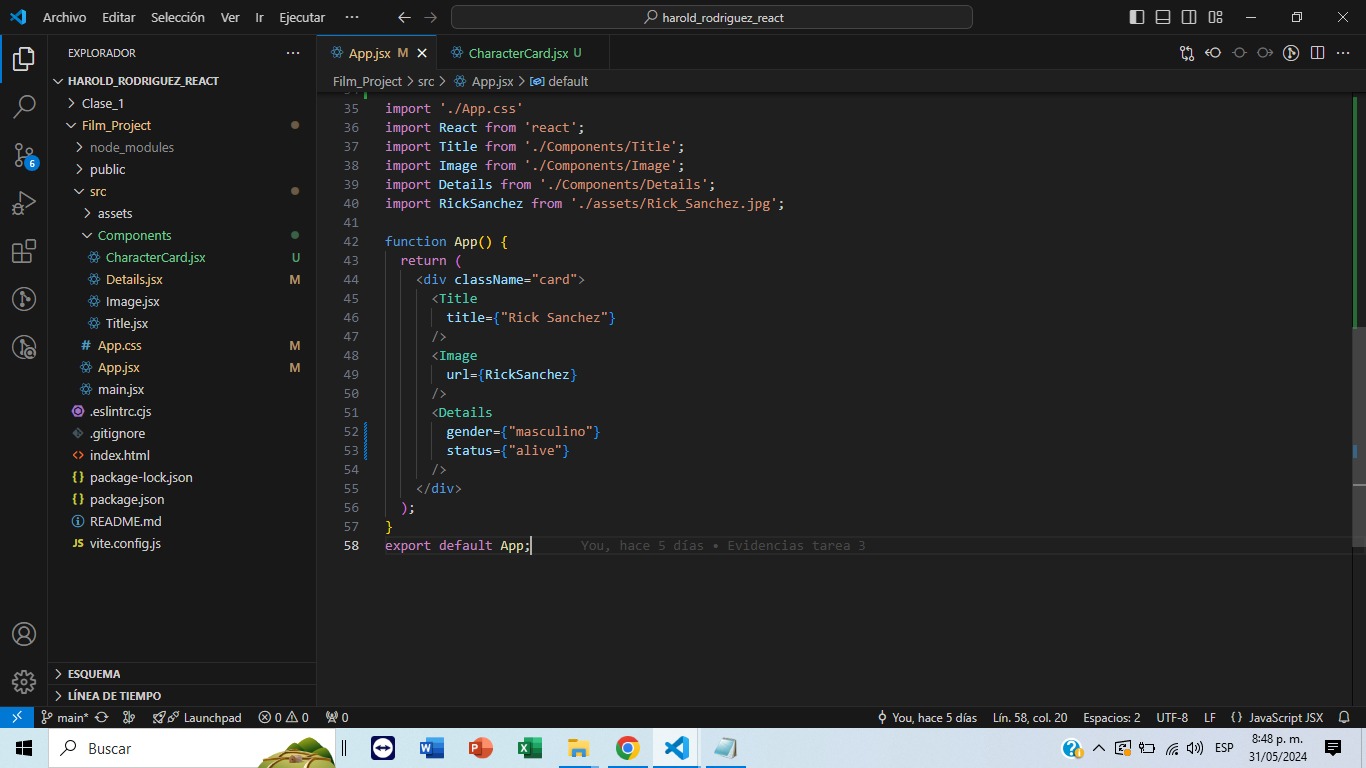 Archivo Editar Selección Ver Ir Ejecutar ··· harold_rodriguez_react
EXPLORADOR ···
HAROLD_RODRIGUEZ_REACT
Clase_1
Film_Project
node_modules
public
src
assets
Components
CharacterCard.jsx U
Details.jsx M
Image.jsx
Title.jsx
# App.css M
App.jsx M
main.jsx
.eslintrc.cjs
.gitignore
<> index.html
{} package-lock.json
{} package.json
README.md
JS vite.config.js
ESQUEMA
LÍNEA DE TIEMPO
6
App.jsx M CharacterCard.jsx U
Film_Project > src > App.jsx > default
35 import './App.css'
36 import React from 'react';
37 import Title from './Components/Title';
38 import Image from './Components/Image';
39 import Details from './Components/Details';
40 import RickSanchez from './assets/Rick_Sanchez.jpg';
41
42 function App() {
43 return (
44 <div className="card">
45 <Title
46 title={"Rick Sanchez"}
47 />
48 <Image
49 url={RickSanchez}
50 />
51 <Details
52 gender={"masculino"}
53 status={"alive"}
54 />
55 </div>
56 );
57 }
58 export default App; You, hace 5 días • Evidencias tarea 3
main* Launchpad 0 0 0 You, hace 5 días Lín. 58, col. 20 Espacios: 2 UTF-8 LF {} JavaScript JSX
Buscar ESP 8:48 p. m.
31/05/2024